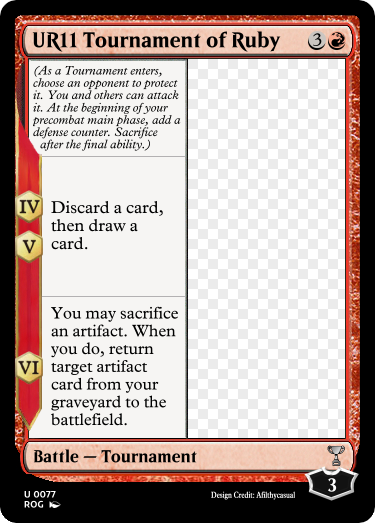 UR11 Tournament of Ruby 3
(As a Tournament enters,
choose an opponent to protect
it. You and others can attack
it. At the beginning of your
precombat main phase, add a
defense counter. Sacrifice
after the final ability.)
IV
V
Discard a card,
then draw a
card.
VI
You may sacrifice
an artifact. When
you do, return
target artifact
card from your
graveyard to the
battlefield.
Battle — Tournament
3
U 0077
ROG
Design Credit: Afilthycasual